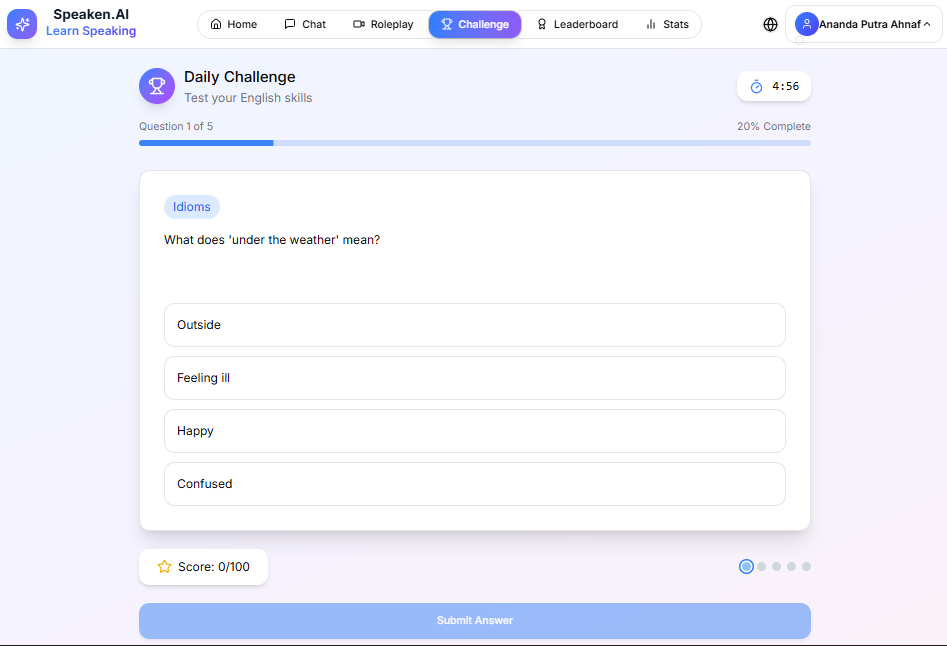 Speaken.AI
Learn Speaking
Home
Chat
Roleplay
Challenge
Leaderboard
Stats
Ananda Putra Ahnaf
Daily Challenge
Test your English skills
4:56
Question 1 of 5
20% Complete
Idioms
What does 'under the weather' mean?
Outside
Feeling ill
Happy
Confused
Score: 0/100
Submit Answer